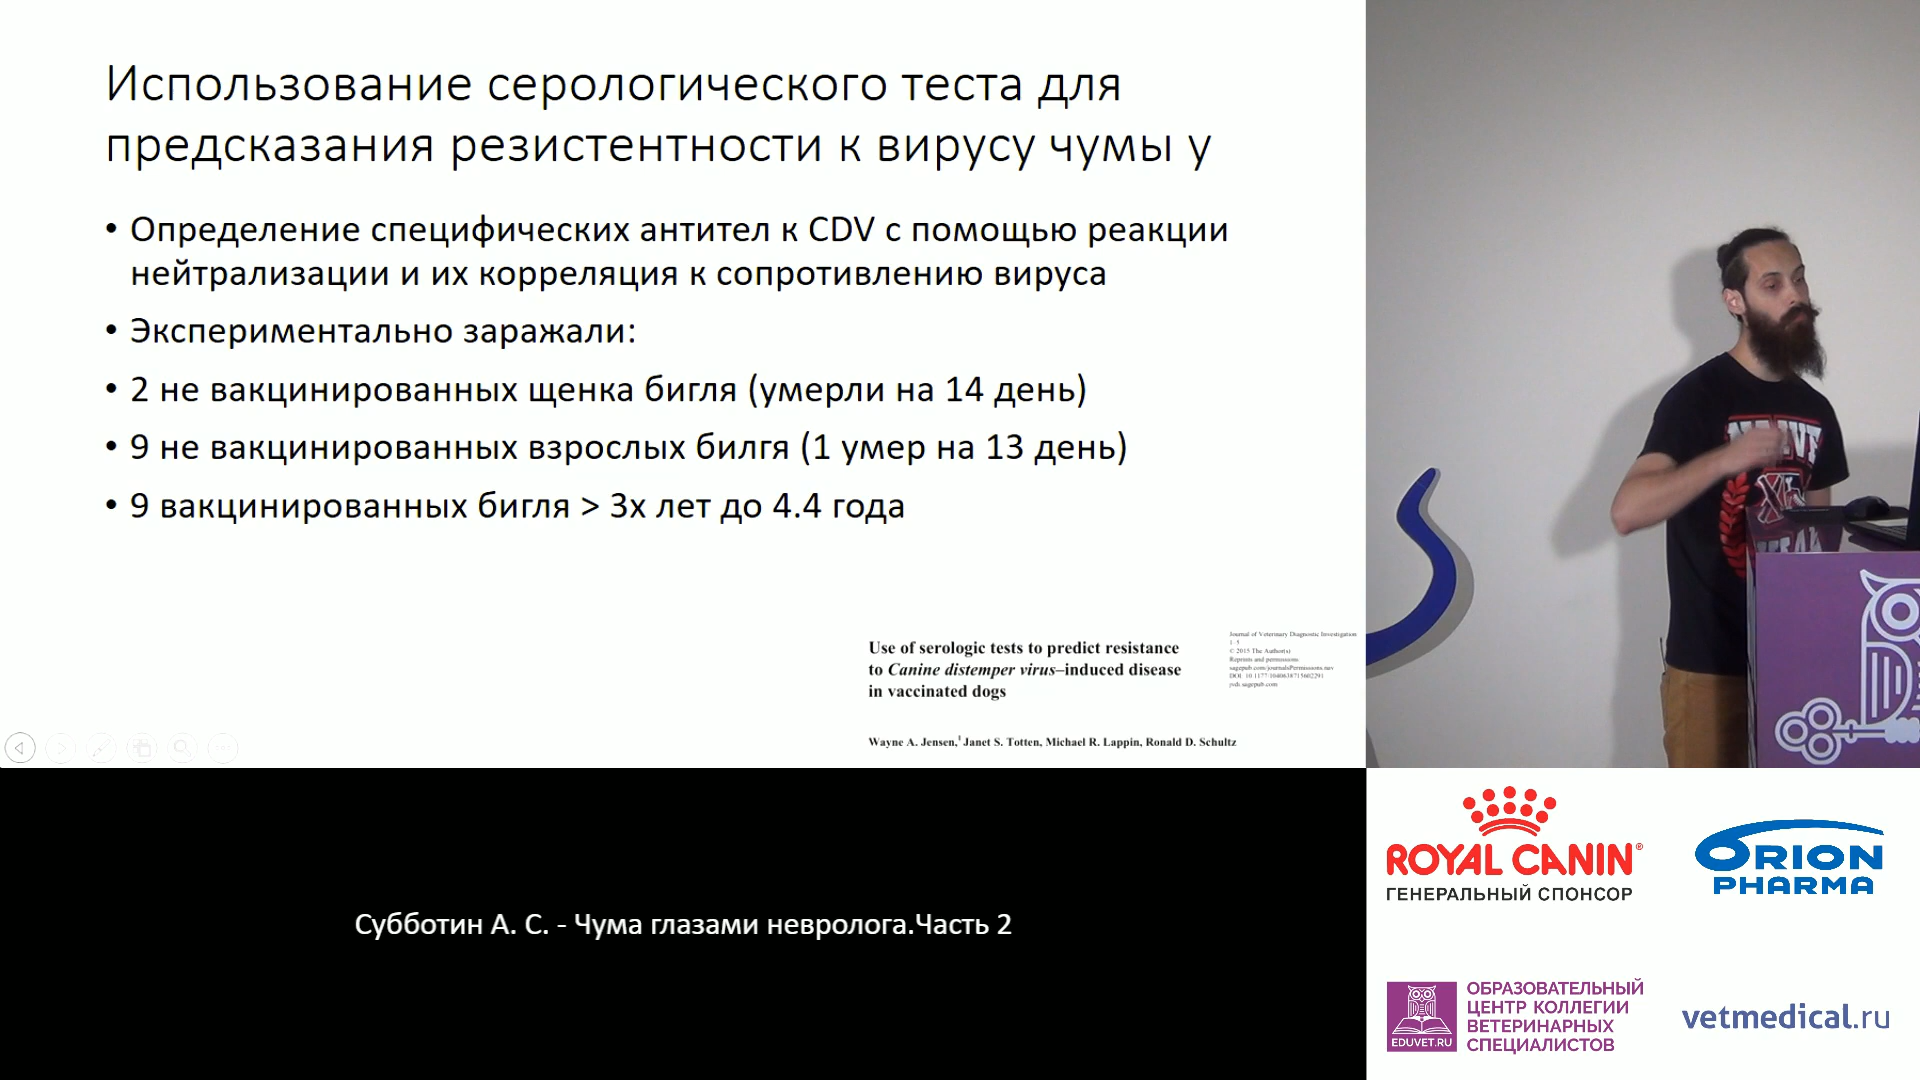 Использование серологического теста для
предсказания резистентности к вирусу чумы у
• Определение специфических антител к CDV с помощью реакции
нейтрализации и их корреляция к сопротивлению вируса
• Экспериментально заражали:
• 2 не вакцинированных щенка бигля (умерли на 14 день)
• 9 не вакцинированных взрослых билгя (1 умер на 13 день)
• 9 вакцинированных бигля > 3х лет до 4.4 года
Use of serologic tests to predict resistance
to Canine distemper virus–induced disease
in vaccinated dogs
Journal of Veterinary Diagnostic Investigation
1–5
© 2015 The Author(s)
Reprints and permissions:
sagepub.com/journalsPermissions.nav
DOI: 10.1177/1040638715602291
jvdi.sagepub.com
Wayne A. Jensen,1 Janet S. Totten, Michael R. Lappin, Ronald D. Schultz
Субботин А. С. - Чума глазами невролога.Часть 2
ROYAL CANIN®
ГЕНЕРАЛЬНЫЙ СПОНСОР
ORION
PHARMA
EDUVET.RU
ОБРАЗОВАТЕЛЬНЫЙ
ЦЕНТР КОЛЛЕГИИ
ВЕТЕРИНАРНЫХ
СПЕЦИАЛИСТОВ
vetmedical.ru